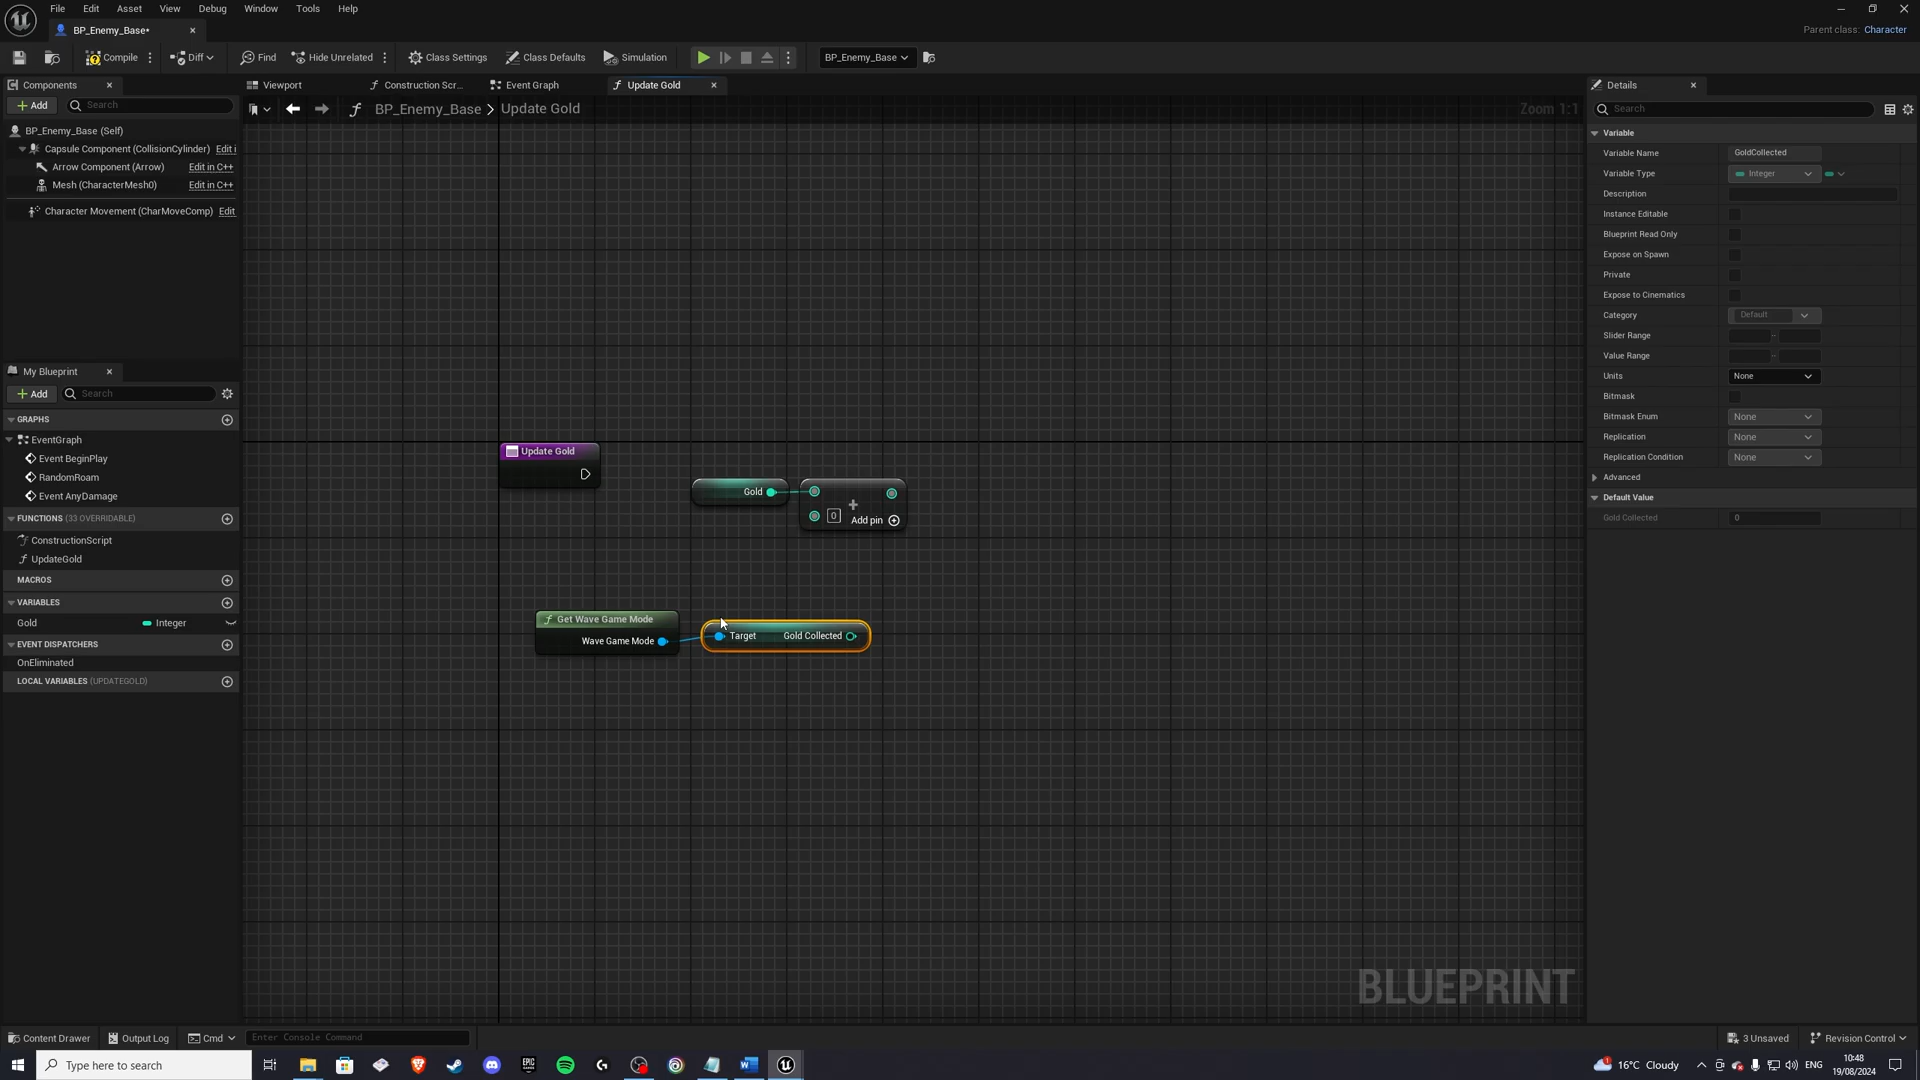 File Edit Asset View Debug Window Tools Help
BP_Enemy_Base•
Parent class: Character
Compile Diff Find Hide Unrelated Class Settings Class Defaults Simulation BP_Enemy_Base
Components
Viewport Construction Scr... Event Graph Update Gold
Details
Add Search
BP_Enemy_Base > Update Gold
Zoom 1:1
Search
BP_Enemy_Base (Self)
Capsule Component (CollisionCylinder) Edit i
Arrow Component (Arrow) Edit in C++
Mesh (CharacterMesh0) Edit in C++
Character Movement (CharMoveComp) Edit
My Blueprint
Add Search
GRAPHS
EventGraph
Event BeginPlay
RandomRoam
Event AnyDamage
FUNCTIONS (33 OVERRIDABLE)
ConstructionScript
UpdateGold
MACROS
VARIABLES
Gold Integer
EVENT DISPATCHERS
OnEliminated
LOCAL VARIABLES (UPDATEGOLD)
Update Gold
Gold
0
+
Add pin
Get Wave Game Mode
Wave Game Mode
Target Gold Collected
BLUEPRINT
Variable
Variable Name GoldCollected
Variable Type Integer
Description
Instance Editable
Blueprint Read Only
Expose on Spawn
Private
Expose to Cinematics
Category Default
Slider Range
Value Range
Units None
Bitmask
Bitmask Enum None
Replication None
Replication Condition None
Advanced
Default Value
Gold Collected 0
Content Drawer Output Log Cmd Enter Console Command
3 Unsaved Revision Control
Type here to search
16°C Cloudy
ENG
10:48
19/08/2024